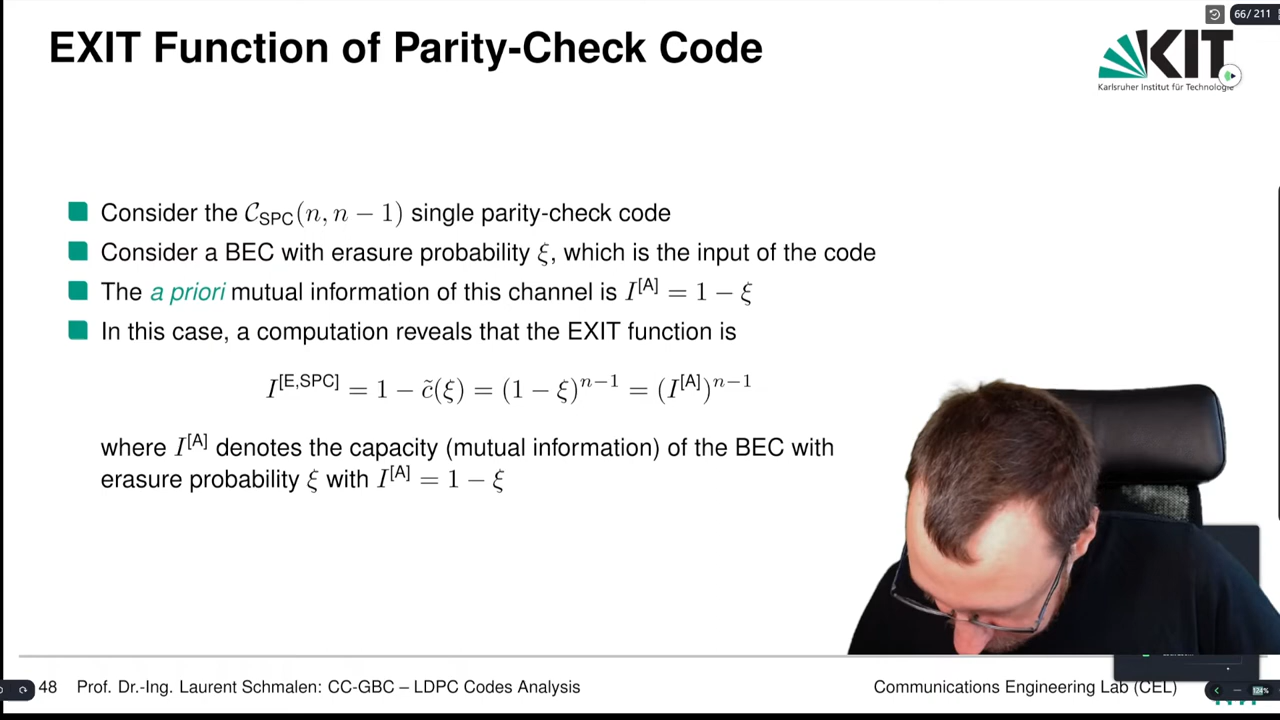 66/ 211
EXIT Function of Parity-Check Code
KIT
Karlsruher Institut für Technologie
Consider the 𝒞_SPC(n, n − 1) single parity-check code
Consider a BEC with erasure probability ξ, which is the input of the code
The a priori mutual information of this channel is I^[A] = 1 − ξ
In this case, a computation reveals that the EXIT function is
I^[E,SPC] = 1 − c̃(ξ) = (1 − ξ)^{n−1} = (I^[A])^{n−1}
where I^[A] denotes the capacity (mutual information) of the BEC with
erasure probability ξ with I^[A] = 1 − ξ
48 Prof. Dr.-Ing. Laurent Schmalen: CC-GBC – LDPC Codes Analysis
Communications Engineering Lab (CEL)
124%